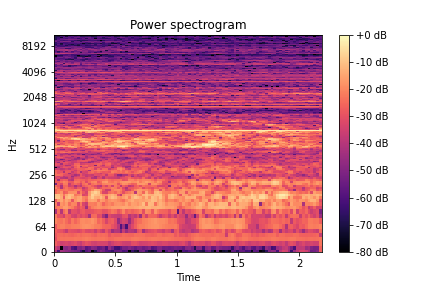 Power spectrogram
Hz
8192
4096
2048
1024
512
256
128
64
0
0
0.5
1
1.5
2
Time
+0 dB
-10 dB
-20 dB
-30 dB
-40 dB
-50 dB
-60 dB
-70 dB
-80 dB